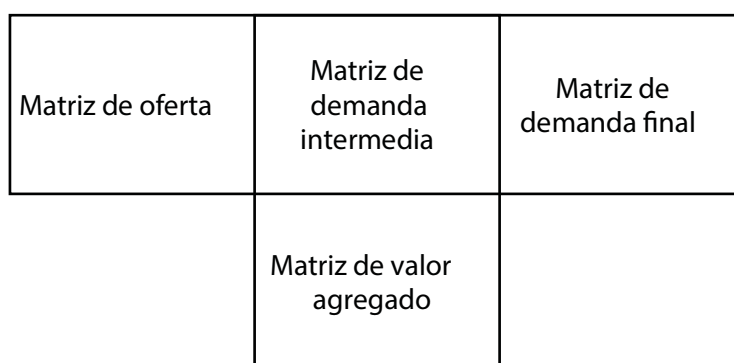 Matriz de oferta
Matriz de
demanda
intermedia
Matriz de
demanda final
Matriz de valor
agregado